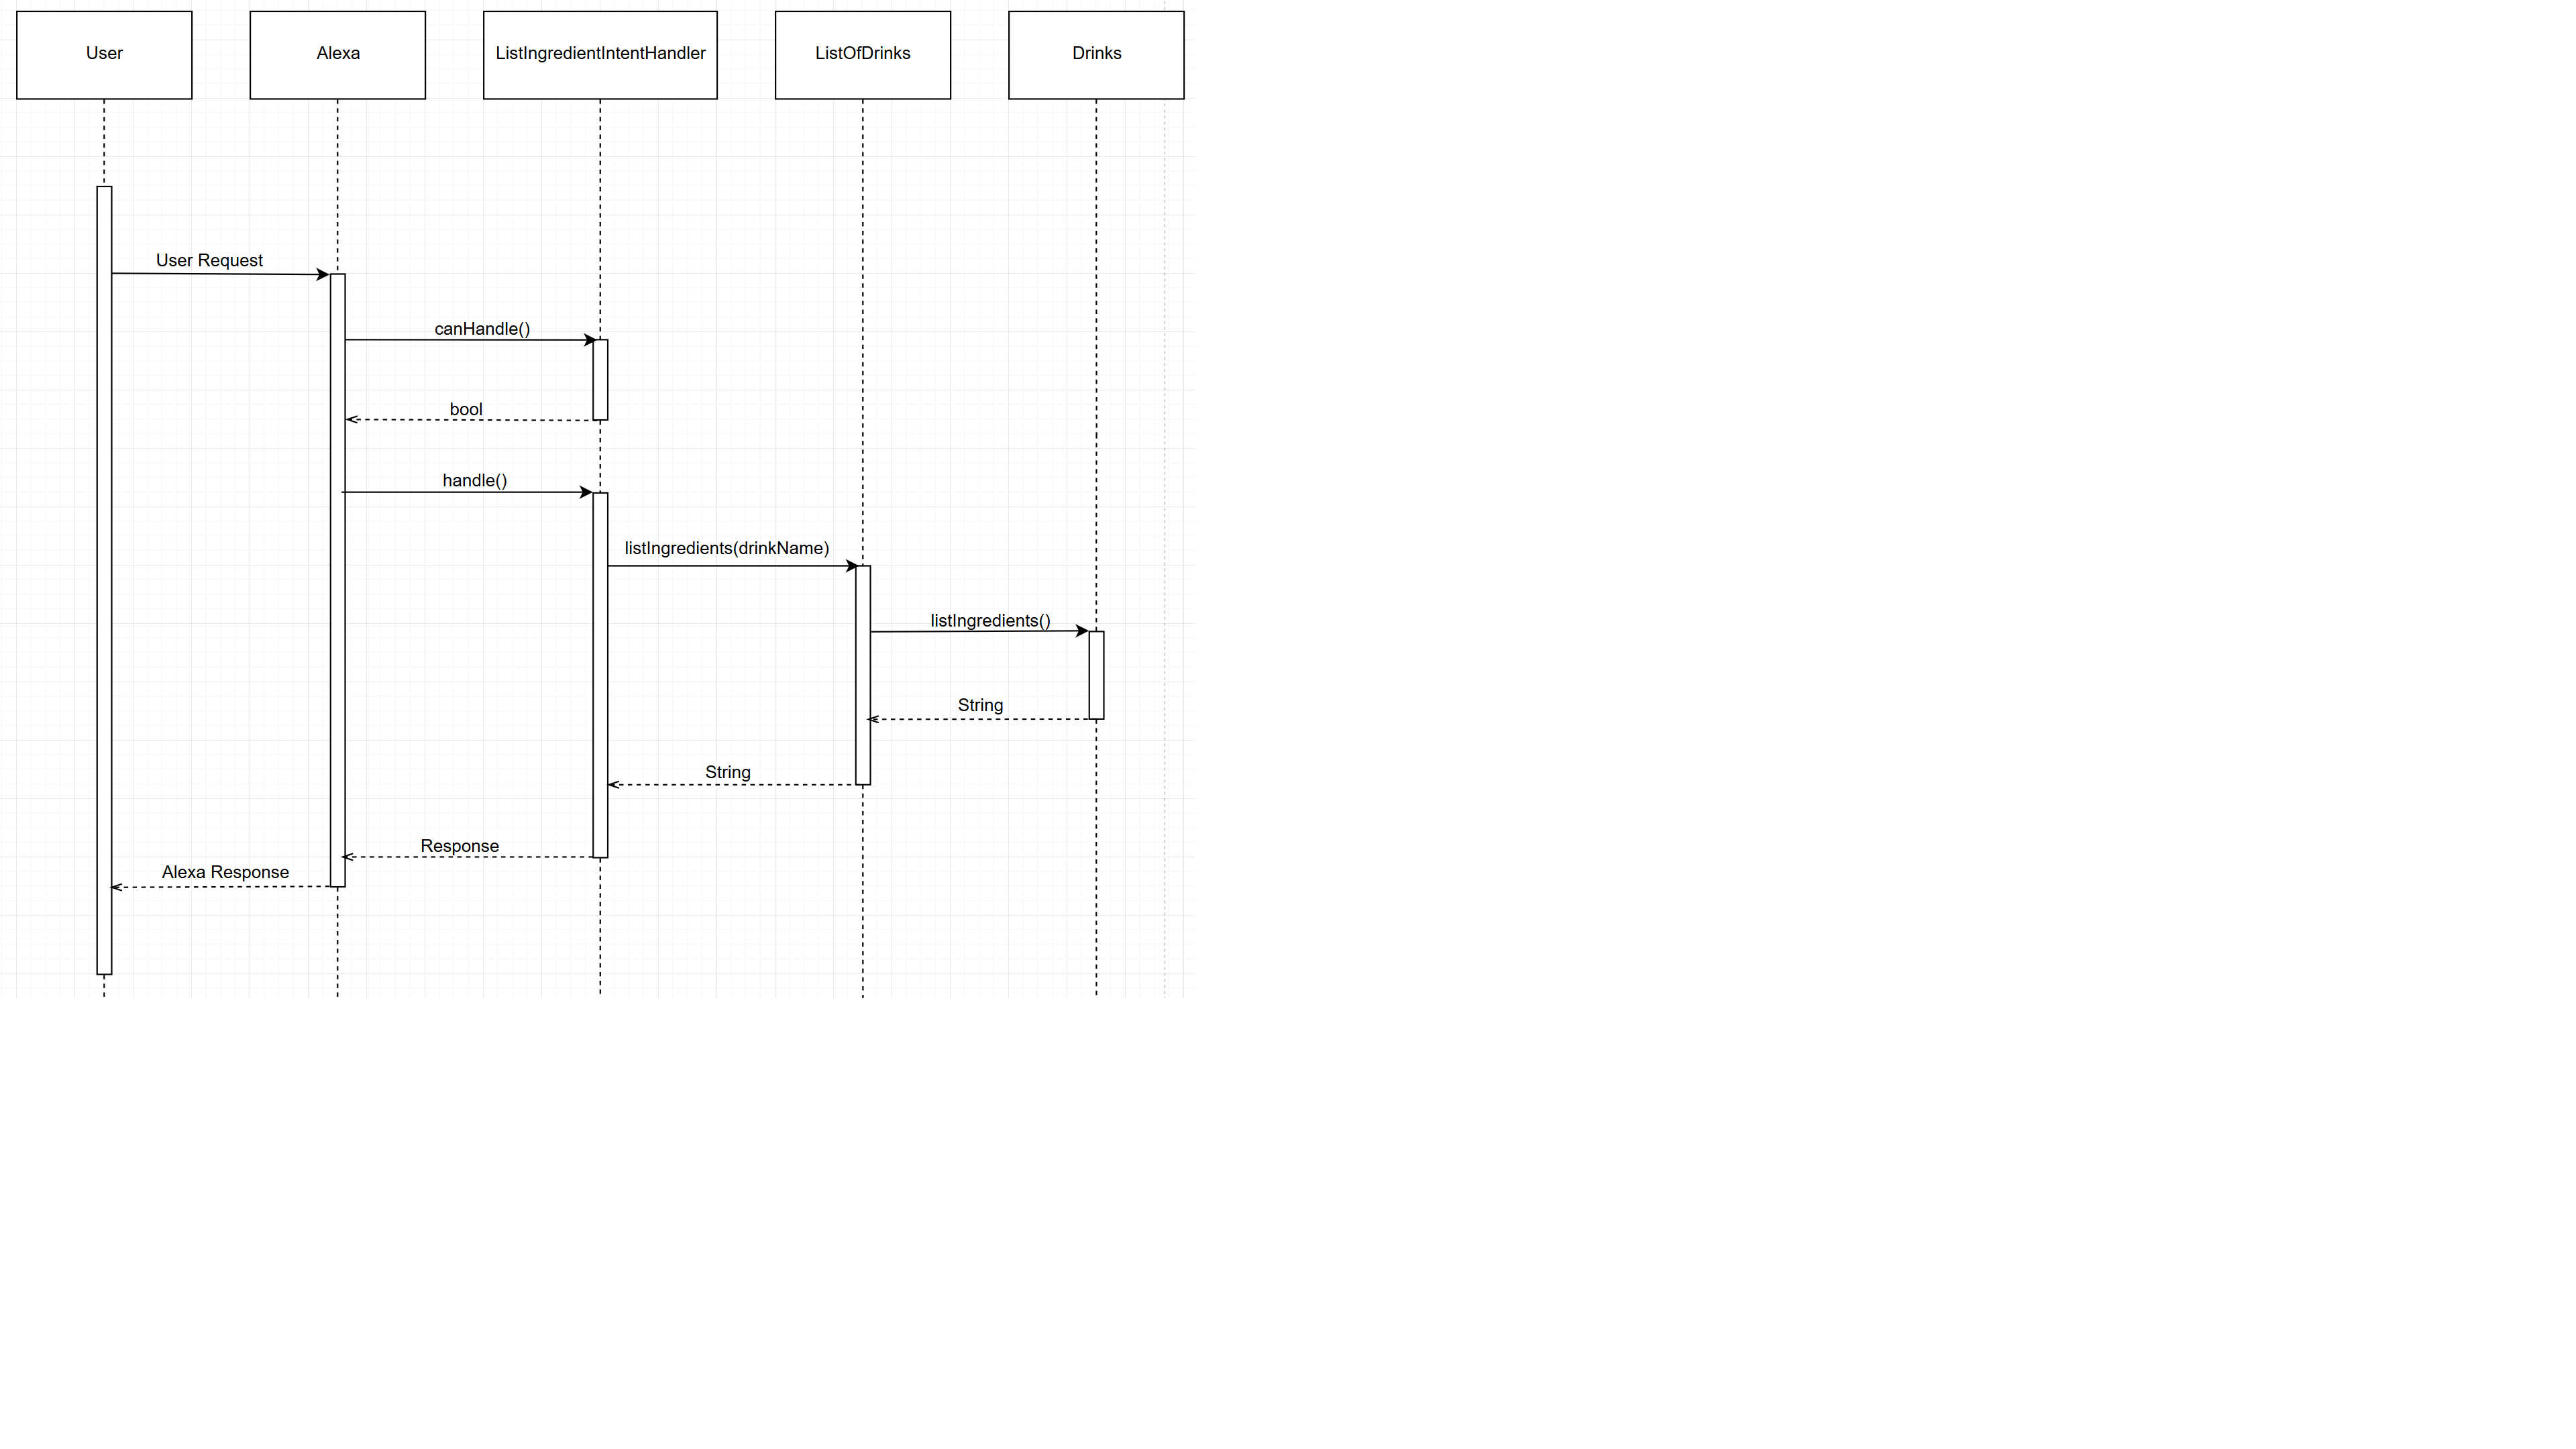 User
Alexa
ListIngredientIntentHandler
ListOfDrinks
Drinks
User Request
canHandle()
bool
handle()
listIngredients(drinkName)
listIngredients()
String
String
Response
Alexa Response